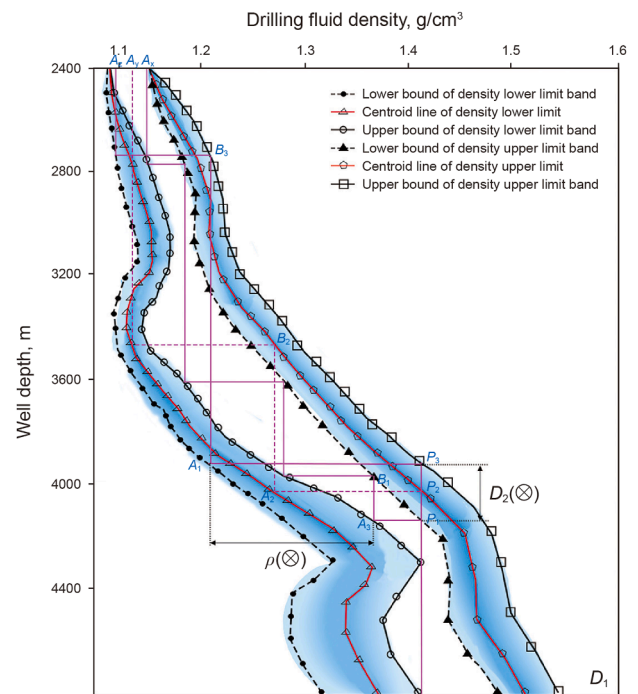 Drilling fluid density, g/cm³
1.1 1.2 1.3 1.4 1.5 1.6
Aᵧ Aₓ
2400
Lower bound of density lower limit band
Centroid line of density lower limit
Upper bound of density lower limit band
Lower bound of density upper limit band
Centroid line of density upper limit
Upper bound of density upper limit band
B₃
2800
3200
B₂
3600
A₁ P₃
B₁
4000
A₂ P₂ D₂(⊗)
A₃ P₁
ρ(⊗)
4400
D₁
Well depth, m